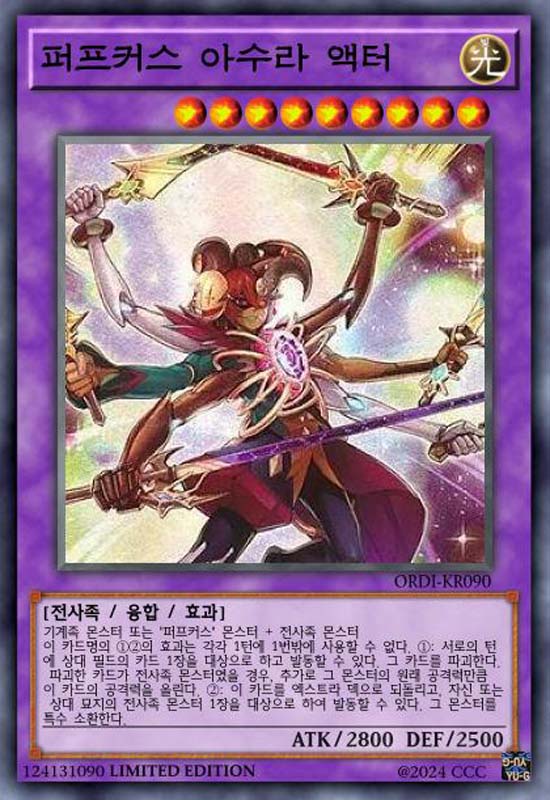 퍼프커스 아수라 액터
빛
光
ORDI-KR090
[전사족 / 융합 / 효과]
기계족 몬스터 또는 "퍼프커스" 몬스터 + 전사족 몬스터
이 카드명의 ①②의 효과는 각각 1턴에 1번밖에 사용할 수 없다. ①: 서로의 턴
에 상대 필드의 카드 1장을 대상으로 하고 발동할 수 있다. 그 카드를 파괴한다.
파괴한 카드가 전사족 몬스터였을 경우, 추가로 그 몬스터의 원래 공격력만큼
이 카드의 공격력을 올린다. ②: 이 카드를 엑스트라 덱으로 되돌리고, 자신 또는
상대 묘지의 전사족 몬스터 1장을 대상으로 하여 발동할 수 있다. 그 몬스터를
특수 소환한다.
ATK/2800 DEF/2500
124131090 LIMITED EDITION
@2024 CCC
YU-G